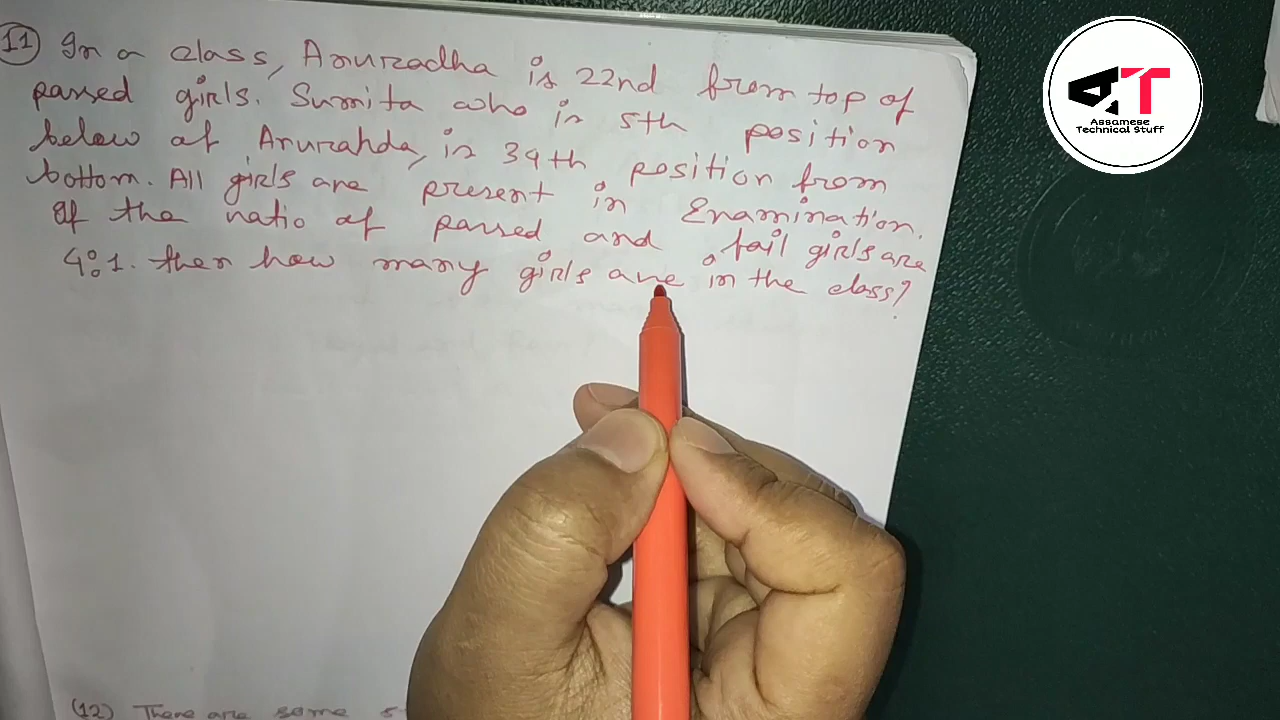 (11) In a class, Anuradha is 22nd from top of
passed girls. Sumita who is 5th position
below of Anurahda, is 34th position from
bottom. All girls are present in Examination.
If the ratio of passed and fail girls are
4:1. then how many girls are in the class?
(12) There are some
AT
Assamese
Technical Stuff